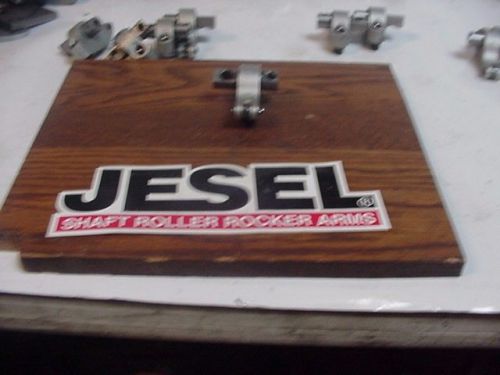 JESEL®
SHAFT ROLLER ROCKER ARMS